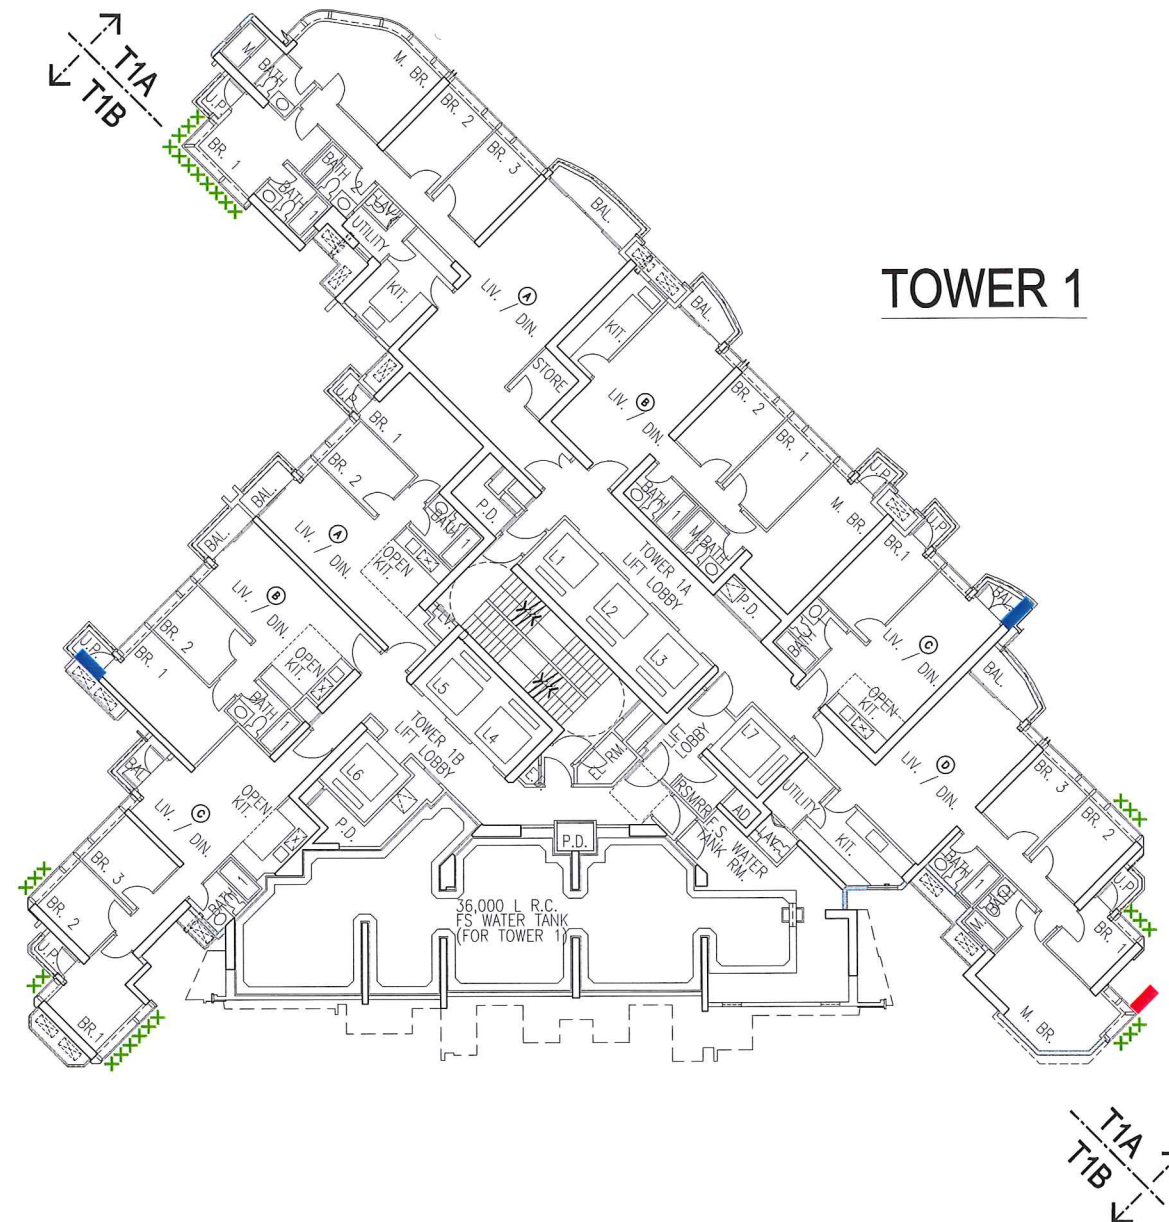 T1A
T1B
TOWER 1
M.
BATH
U.P.
BR. 1
BATH
1
BATH
2
LAV.
UTILITY
KIT.
M. BR.
BR. 2
BR. 3
BAL.
LIV. / DIN.
A
STORE
KIT.
BAL.
LIV. / DIN.
B
BR. 2
BR. 1
M. BR.
BATH
1
M.
BATH
P.D.
U.P.
U.P.
BR.1
BAL.
BATH
1
LIV. / DIN.
C
OPEN
KIT.
BAL.
LIV. / DIN.
D
BR. 3
BR. 2
U.P.
BR. 1
M. BR.
BATH
1
M.
BATH
KIT.
UTILITY
LAV.
U.P.
BR. 1
BR. 2
BAL.
LIV. / DIN.
A
OPEN
KIT.
BATH
1
P.D.
BAL.
LIV. / DIN.
B
OPEN
KIT.
BR. 2
BR. 1
U.P.
BATH
1
BAL.
LIV. / DIN.
C
OPEN
KIT.
BR. 3
BR. 2
U.P.
BR.1
BATH
1
L1
L2
L3
TOWER 1A
LIFT LOBBY
L5
L4
TOWER 1B
LIFT LOBBY
L6
P.D.
LIFT
LOBBY
L7
AD
RSMRR
F.S. WATER
TANK RM.
P.D.
36,000 L R.C.
FS WATER TANK
(FOR TOWER 1)
T1A
T1B